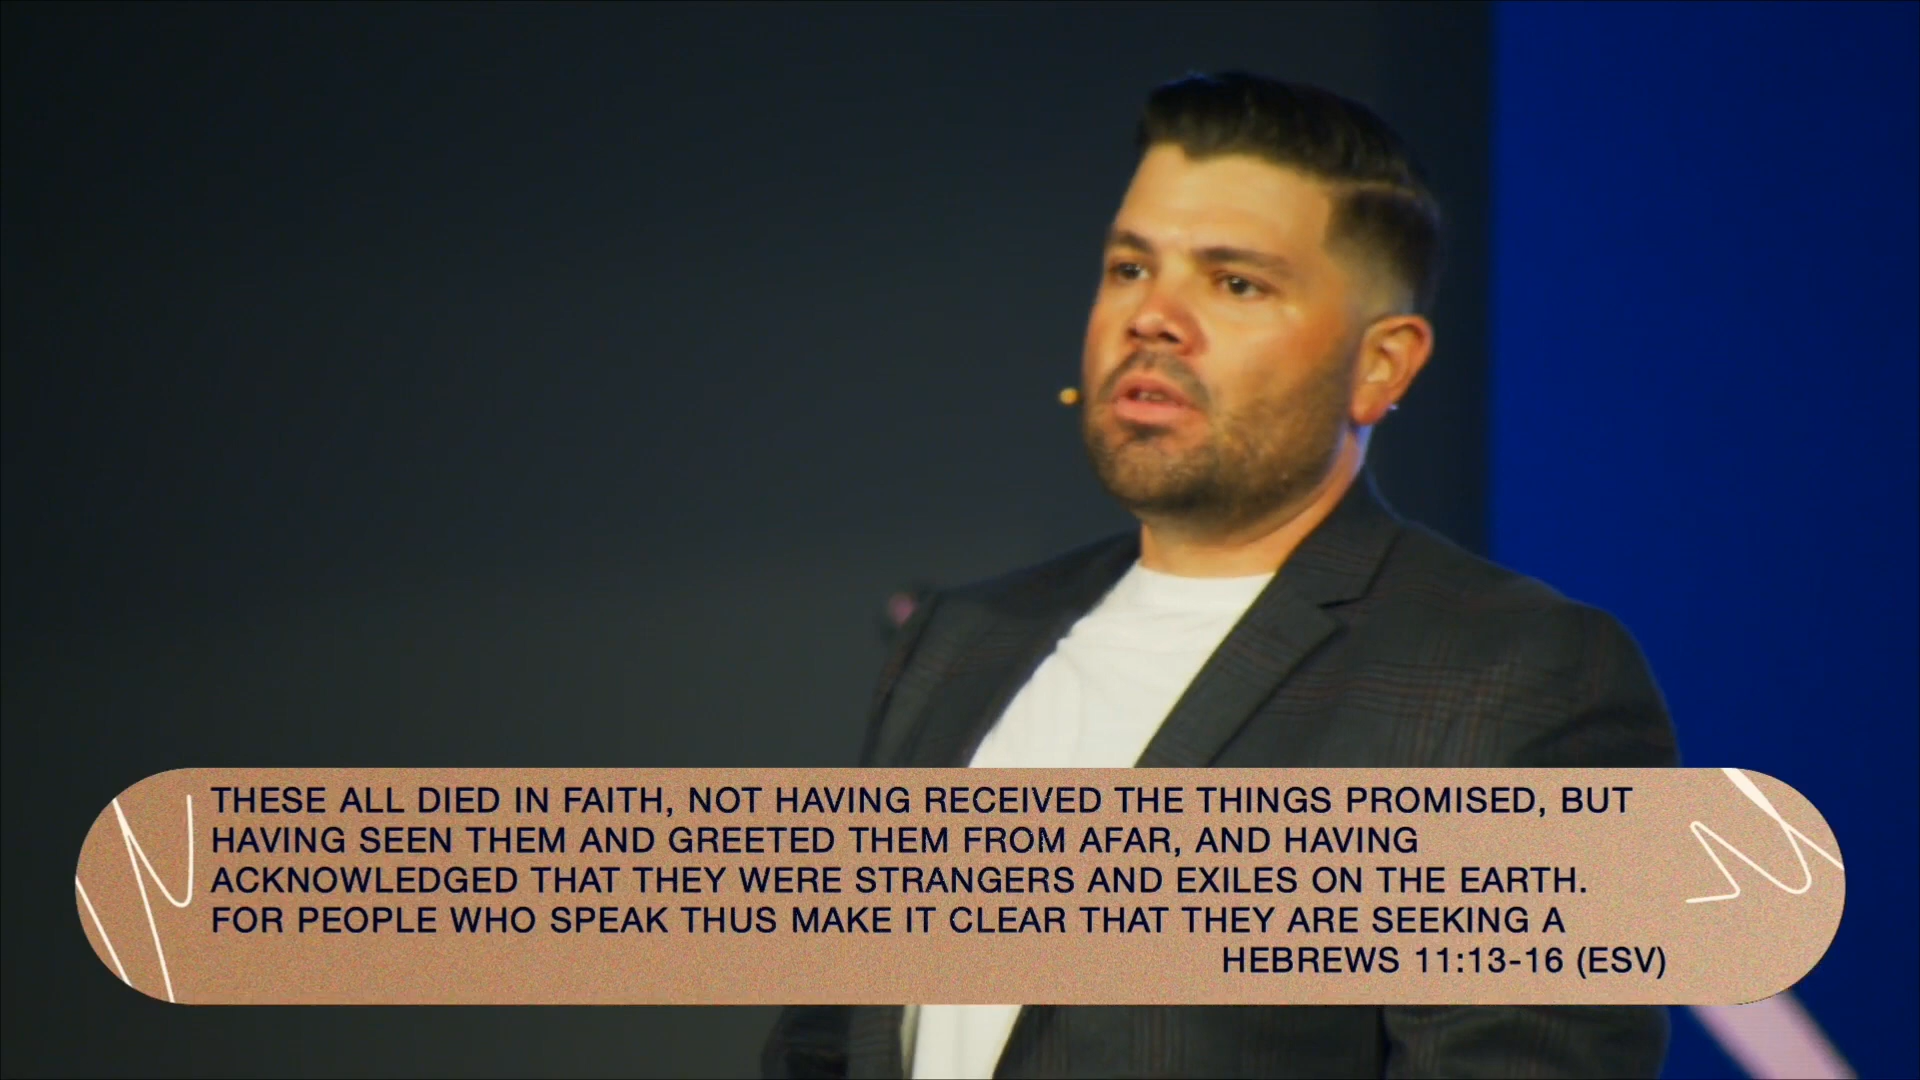 THESE ALL DIED IN FAITH, NOT HAVING RECEIVED THE THINGS PROMISED, BUT
HAVING SEEN THEM AND GREETED THEM FROM AFAR, AND HAVING
ACKNOWLEDGED THAT THEY WERE STRANGERS AND EXILES ON THE EARTH.
FOR PEOPLE WHO SPEAK THUS MAKE IT CLEAR THAT THEY ARE SEEKING A
HEBREWS 11:13-16 (ESV)